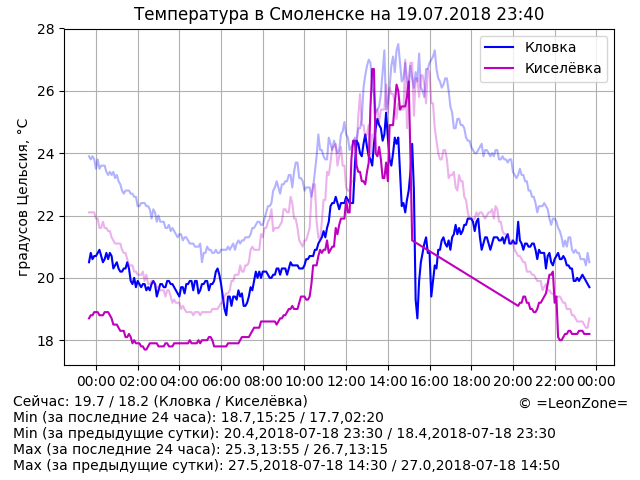 Температура в Смоленске на 19.07.2018 23:40
градусов Цельсия, °C
28
26
24
22
20
18
Кловка
Киселёвка
00:00 02:00 04:00 06:00 08:00 10:00 12:00 14:00 16:00 18:00 20:00 22:00 00:00
Сейчас: 19.7 / 18.2 (Кловка / Киселёвка)
© =LeonZone=
Min (за последние 24 часа): 18.7,15:25 / 17.7,02:20
Min (за предыдущие сутки): 20.4,2018-07-18 23:30 / 18.4,2018-07-18 23:30
Max (за последние 24 часа): 25.3,13:55 / 26.7,13:15
Max (за предыдущие сутки): 27.5,2018-07-18 14:30 / 27.0,2018-07-18 14:50